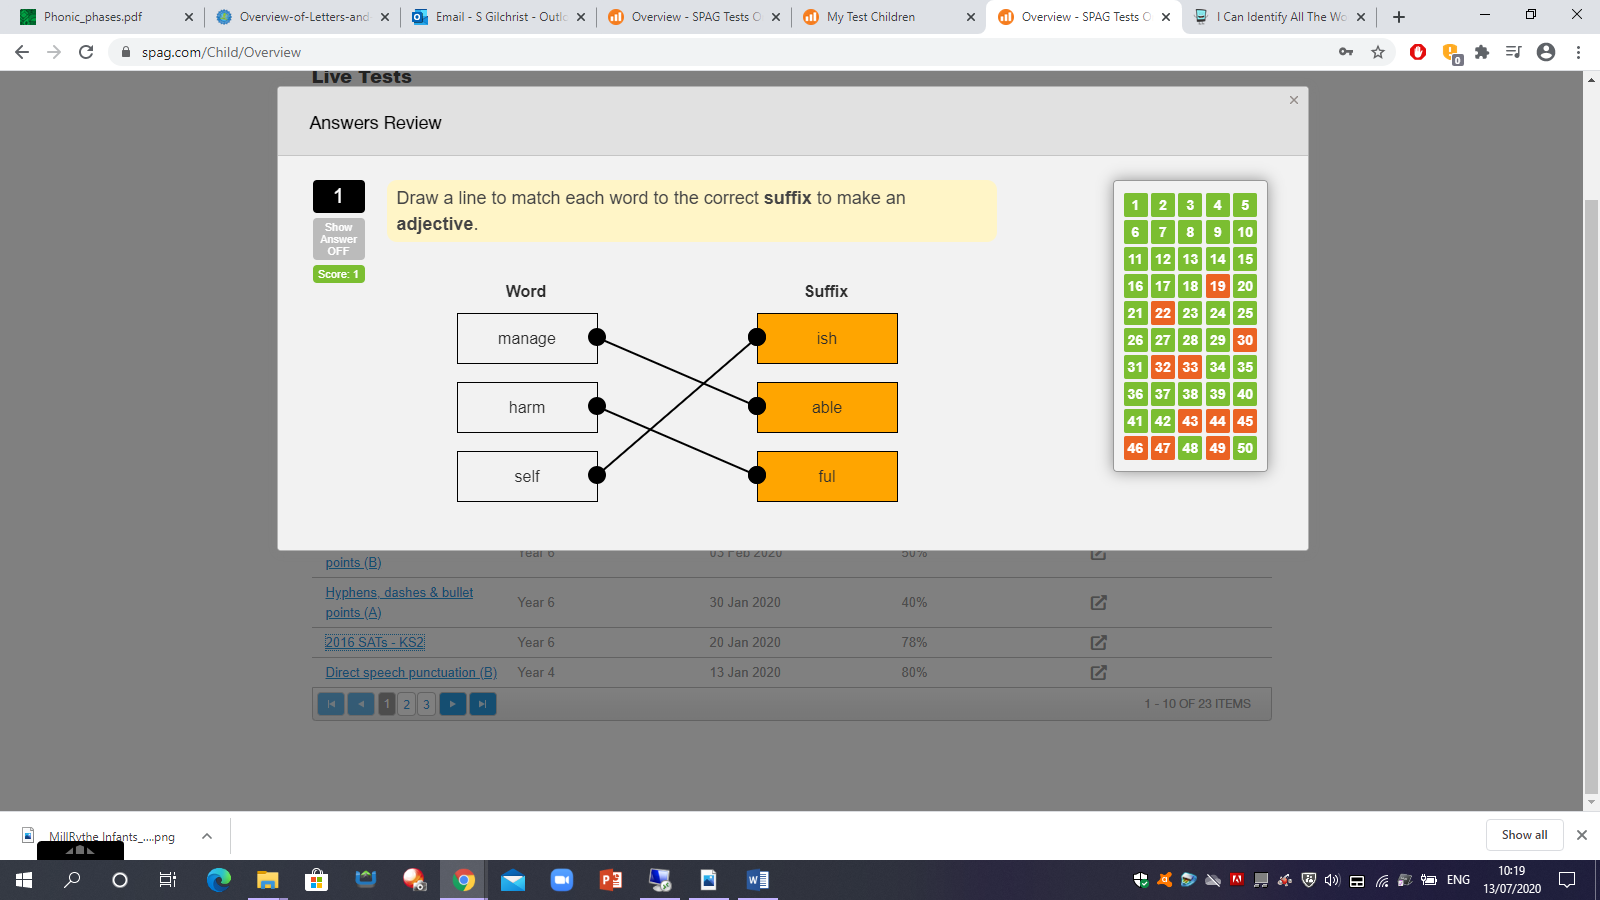 Phonic_phases.pdf
Overview-of-Letters-and
Email - S Gilchrist - Outlo
Overview - SPAG Tests O
My Test Children
Overview - SPAG Tests O
I Can Identify All The Wo
spag.com/Child/Overview
0
Live Tests
Answers Review
1
Show
Answer
OFF
Score: 1
Draw a line to match each word to the correct suffix to make an
adjective.
Word Suffix
manage ish
harm able
self ful
1 2 3 4 5
6 7 8 9 10
11 12 13 14 15
16 17 18 19 20
21 22 23 24 25
26 27 28 29 30
31 32 33 34 35
36 37 38 39 40
41 42 43 44 45
46 47 48 49 50
points (B) Year 6 03 Feb 2020 50%
Hyphens, dashes & bullet
points (A) Year 6 30 Jan 2020 40%
2016 SATs - KS2 Year 6 20 Jan 2020 78%
Direct speech punctuation (B) Year 4 13 Jan 2020 80%
1 2 3 1 - 10 OF 23 ITEMS
MillRythe Infants_....png
Show all
ENG
10:19
13/07/2020